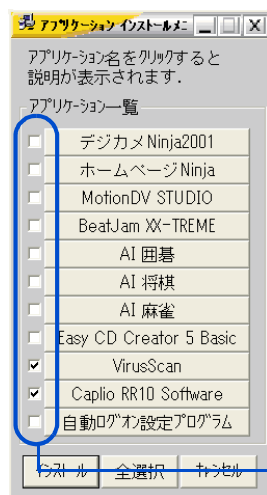 アプリケーション インストールメニ
アプリケーション名をクリックすると
説明が表示されます.
アプリケーション一覧
デジカメNinja2001
ホームページNinja
MotionDV STUDIO
BeatJam XX-TREME
AI 囲碁
AI 将棋
AI 麻雀
Easy CD Creator 5 Basic
VirusScan
Caplio RR10 Software
自動ログオン設定プログラム
インストール 全選択 キャンセル